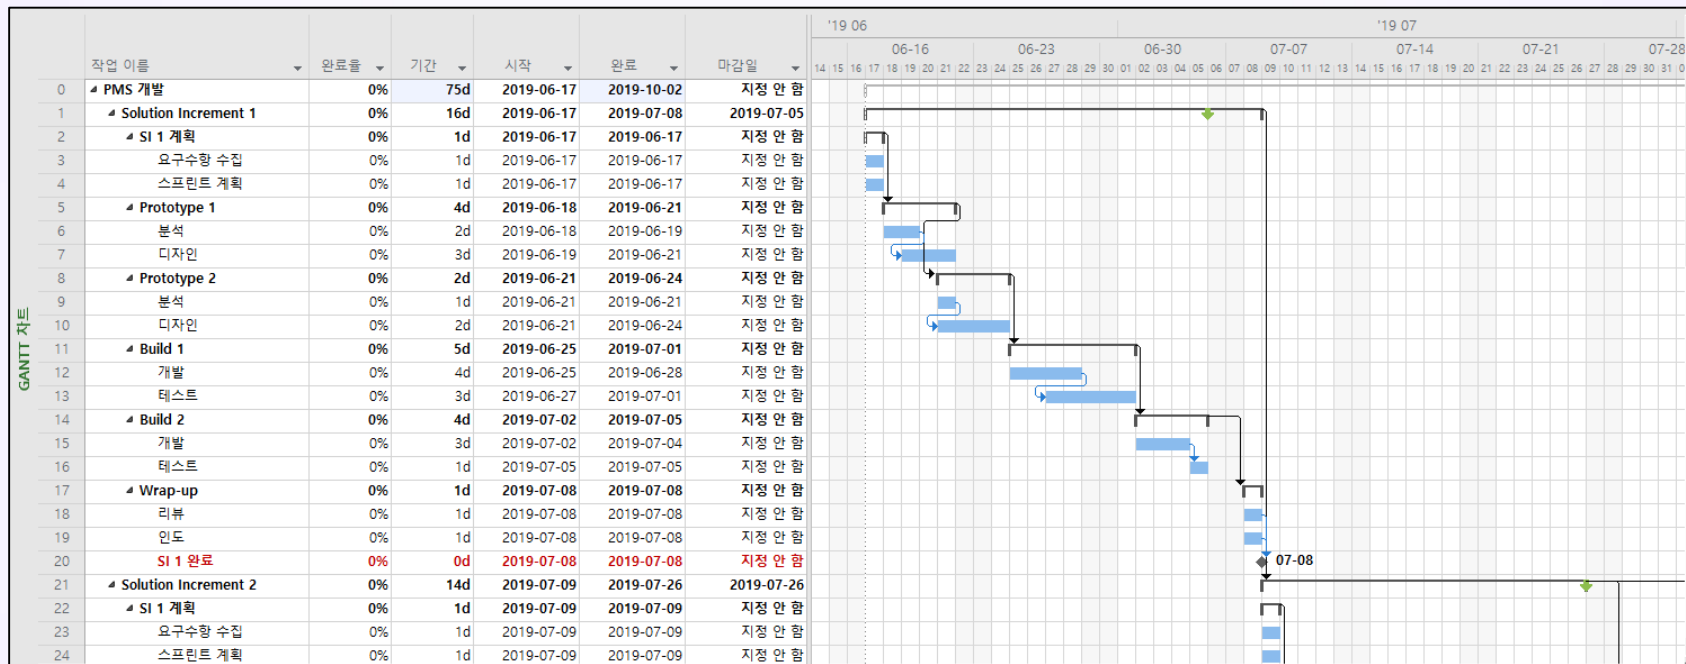 '19 06 '19 07
06-16 06-23 06-30 07-07 07-14 07-21 07-28
작업 이름 완료율 기간 시작 완료 마감일 14 15 16 17 18 19 20 21 22 23 24 25 26 27 28 29 30 01 02 03 04 05 06 07 08 09 10 11 12 13 14 15 16 17 18 19 20 21 22 23 24 25 26 27 28 29 30 31 0
0 PMS 개발 0% 75d 2019-06-17 2019-10-02 지정 안 함
1 Solution Increment 1 0% 16d 2019-06-17 2019-07-08 2019-07-05
2 SI 1 계획 0% 1d 2019-06-17 2019-06-17 지정 안 함
3 요구수항 수집 0% 1d 2019-06-17 2019-06-17 지정 안 함
4 스프린트 계획 0% 1d 2019-06-17 2019-06-17 지정 안 함
5 Prototype 1 0% 4d 2019-06-18 2019-06-21 지정 안 함
6 분석 0% 2d 2019-06-18 2019-06-19 지정 안 함
7 디자인 0% 3d 2019-06-19 2019-06-21 지정 안 함
8 Prototype 2 0% 2d 2019-06-21 2019-06-24 지정 안 함
9 분석 0% 1d 2019-06-21 2019-06-21 지정 안 함
10 디자인 0% 2d 2019-06-21 2019-06-24 지정 안 함
11 Build 1 0% 5d 2019-06-25 2019-07-01 지정 안 함
12 개발 0% 4d 2019-06-25 2019-06-28 지정 안 함
13 테스트 0% 3d 2019-06-27 2019-07-01 지정 안 함
14 Build 2 0% 4d 2019-07-02 2019-07-05 지정 안 함
15 개발 0% 3d 2019-07-02 2019-07-04 지정 안 함
16 테스트 0% 1d 2019-07-05 2019-07-05 지정 안 함
17 Wrap-up 0% 1d 2019-07-08 2019-07-08 지정 안 함
18 리뷰 0% 1d 2019-07-08 2019-07-08 지정 안 함
19 인도 0% 1d 2019-07-08 2019-07-08 지정 안 함
20 SI 1 완료 0% 0d 2019-07-08 2019-07-08 지정 안 함 07-08
21 Solution Increment 2 0% 14d 2019-07-09 2019-07-26 2019-07-26
22 SI 1 계획 0% 1d 2019-07-09 2019-07-09 지정 안 함
23 요구수항 수집 0% 1d 2019-07-09 2019-07-09 지정 안 함
24 스프린트 계획 0% 1d 2019-07-09 2019-07-09 지정 안 함
GANTT 차트